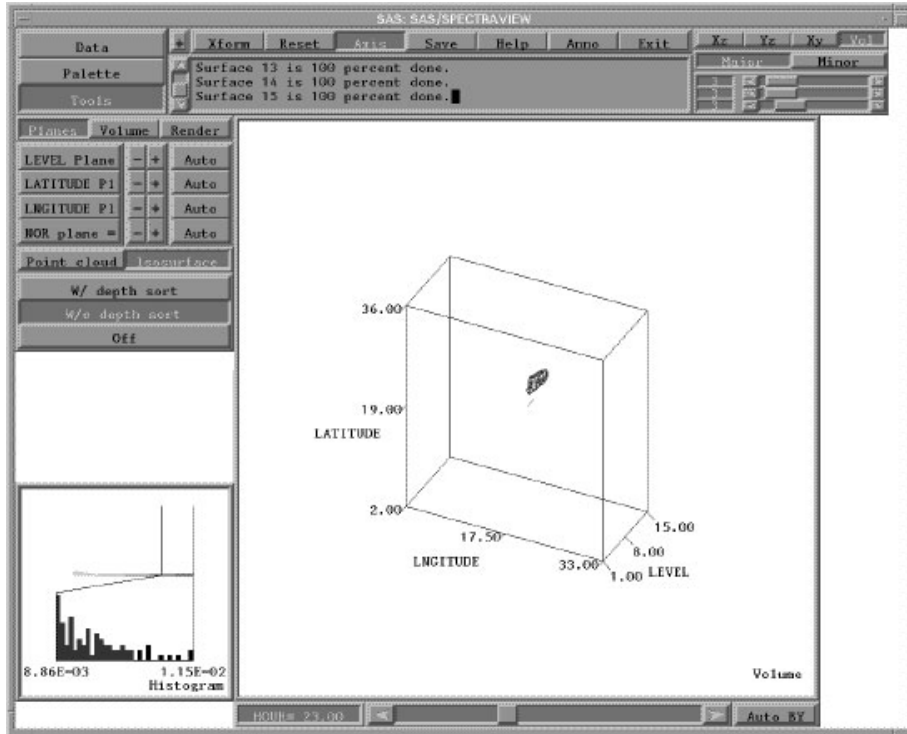 SAS: SAS/SPECTRAVIEW
Data
Palette
Tools
+ Xform Reset Axis Save Help Anno Exit
Surface 13 is 100 percent done.
Surface 14 is 100 percent done.
Surface 15 is 100 percent done.
Xz Yz Xy Vol
Major Minor
Planes Volume Render
LEVEL Plane - + Auto
LATITUDE Pl - + Auto
LNGITUDE Pl - + Auto
NOR plane = - + Auto
Point cloud Isosurface
W/ depth sort
W/o depth sort
Off
36.00
19.00
LATITUDE
2.00
17.50
LNGITUDE
33.00
1.00
8.00
15.00
LEVEL
Volume
8.86E-03 1.15E-02
Histogram
HOUR= 23.00
Auto BY